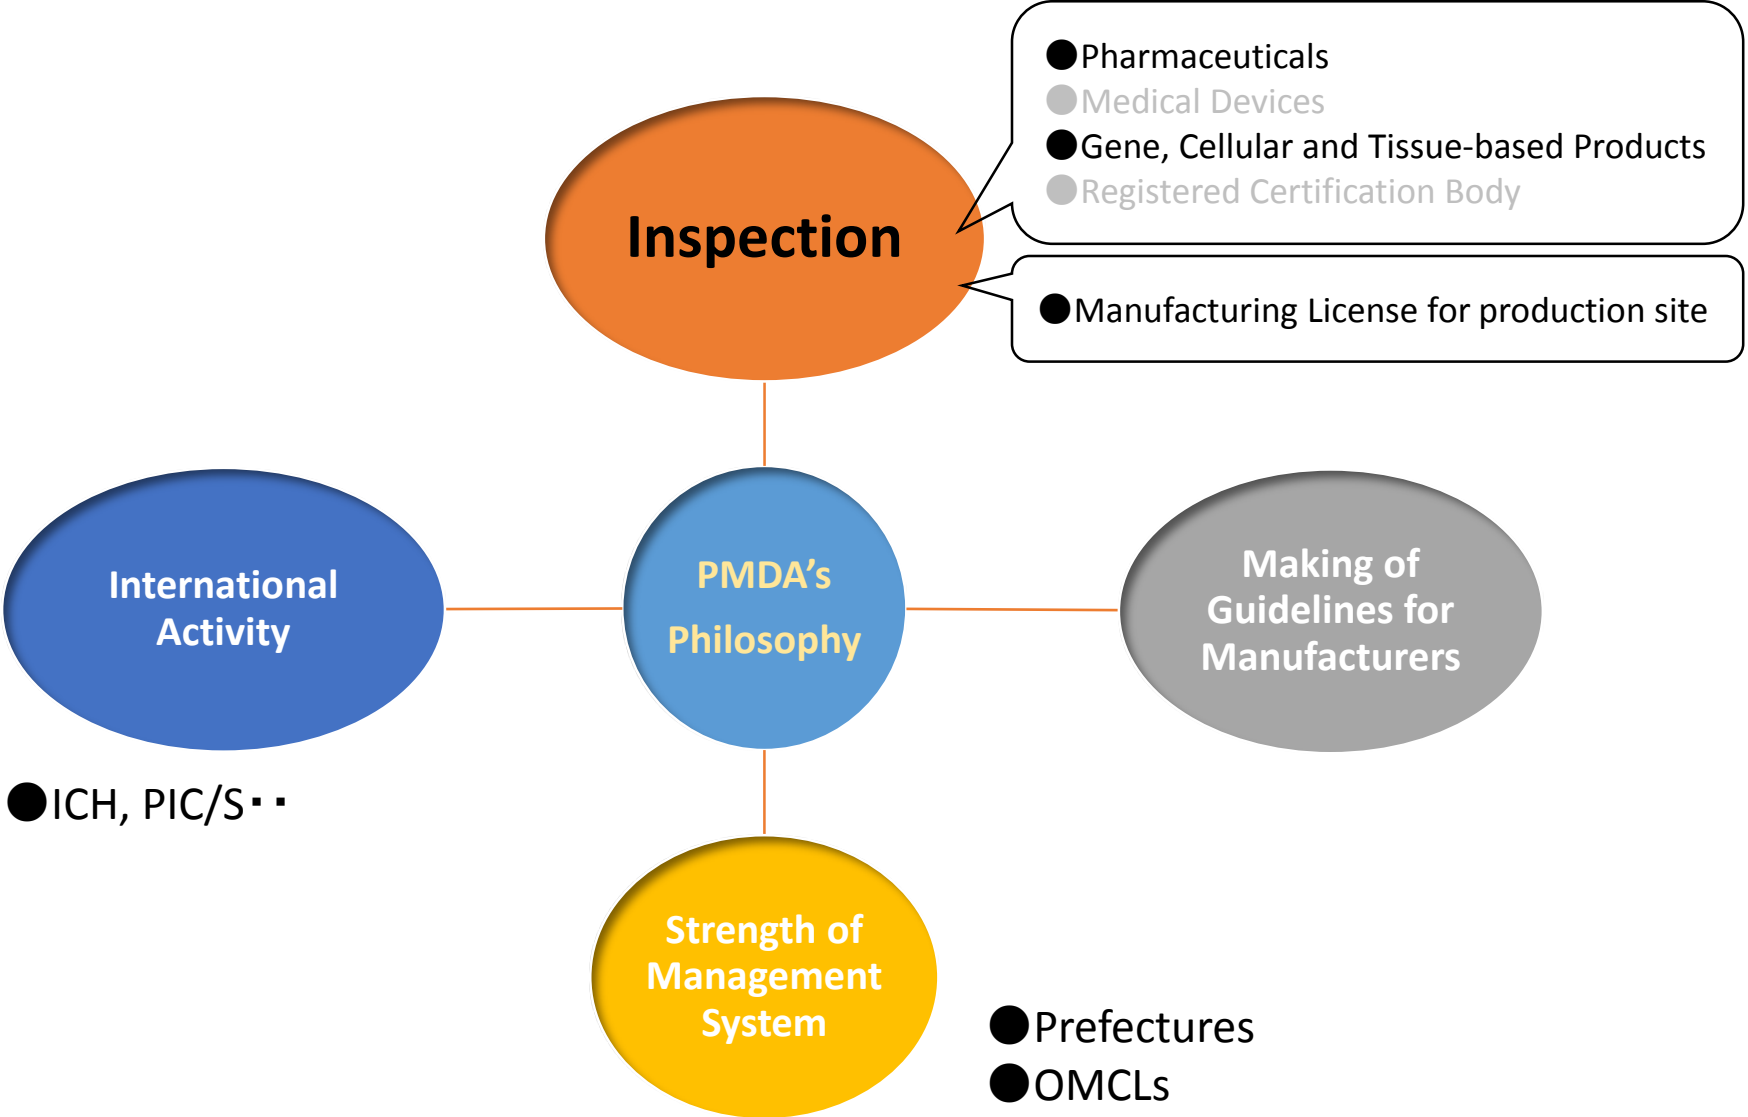 ●Pharmaceuticals
●Medical Devices
●Gene, Cellular and Tissue-based Products
●Registered Certification Body
Inspection
●Manufacturing License for production site
International
Activity
PMDA’s
Philosophy
Making of
Guidelines for
Manufacturers
●ICH, PIC/S・・
Strength of
Management
System
●Prefectures
●OMCLs